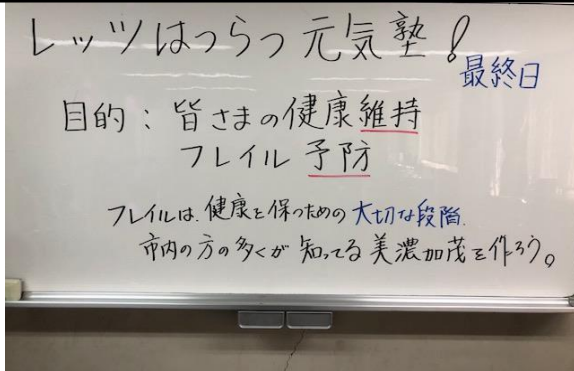 レッツはつらつ元気塾!
最終日
目的:皆さまの健康維持
フレイル予防
フレイルは、健康を保つための大切な段階.
市内の方の多くが知ってる美濃加茂を作ろう。